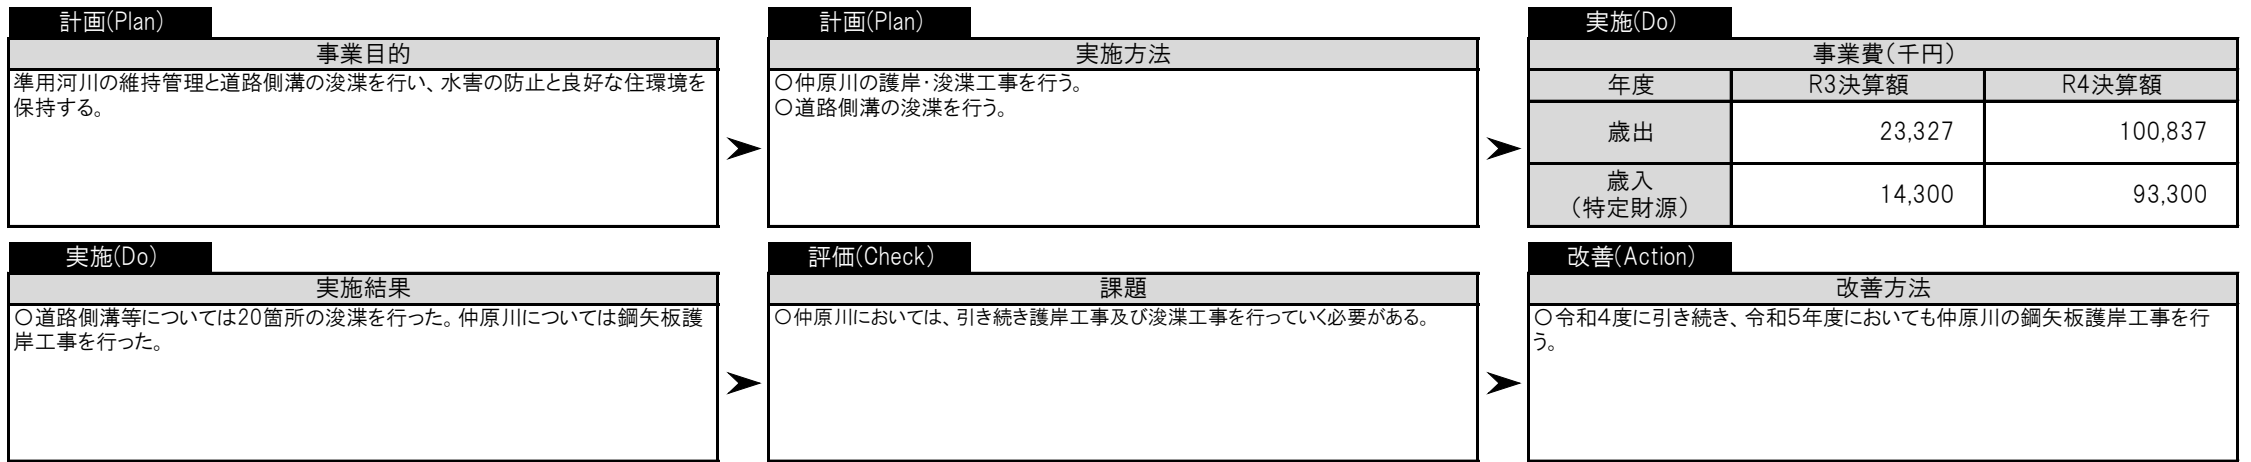 計画(Plan)
事業目的
準用河川の維持管理と道路側溝の浚渫を行い、水害の防止と良好な住環境を
保持する。
計画(Plan)
実施方法
○仲原川の護岸・浚渫工事を行う。
○道路側溝の浚渫を行う。
実施(Do)
事業費(千円)
年度 R3決算額 R4決算額
歳出 23,327 100,837
歳入
(特定財源) 14,300 93,300
実施(Do)
実施結果
○道路側溝等については20箇所の浚渫を行った。仲原川については鋼矢板護
岸工事を行った。
評価(Check)
課題
○仲原川においては、引き続き護岸工事及び浚渫工事を行っていく必要がある。
改善(Action)
改善方法
○令和4度に引き続き、令和5年度においても仲原川の鋼矢板護岸工事を行
う。